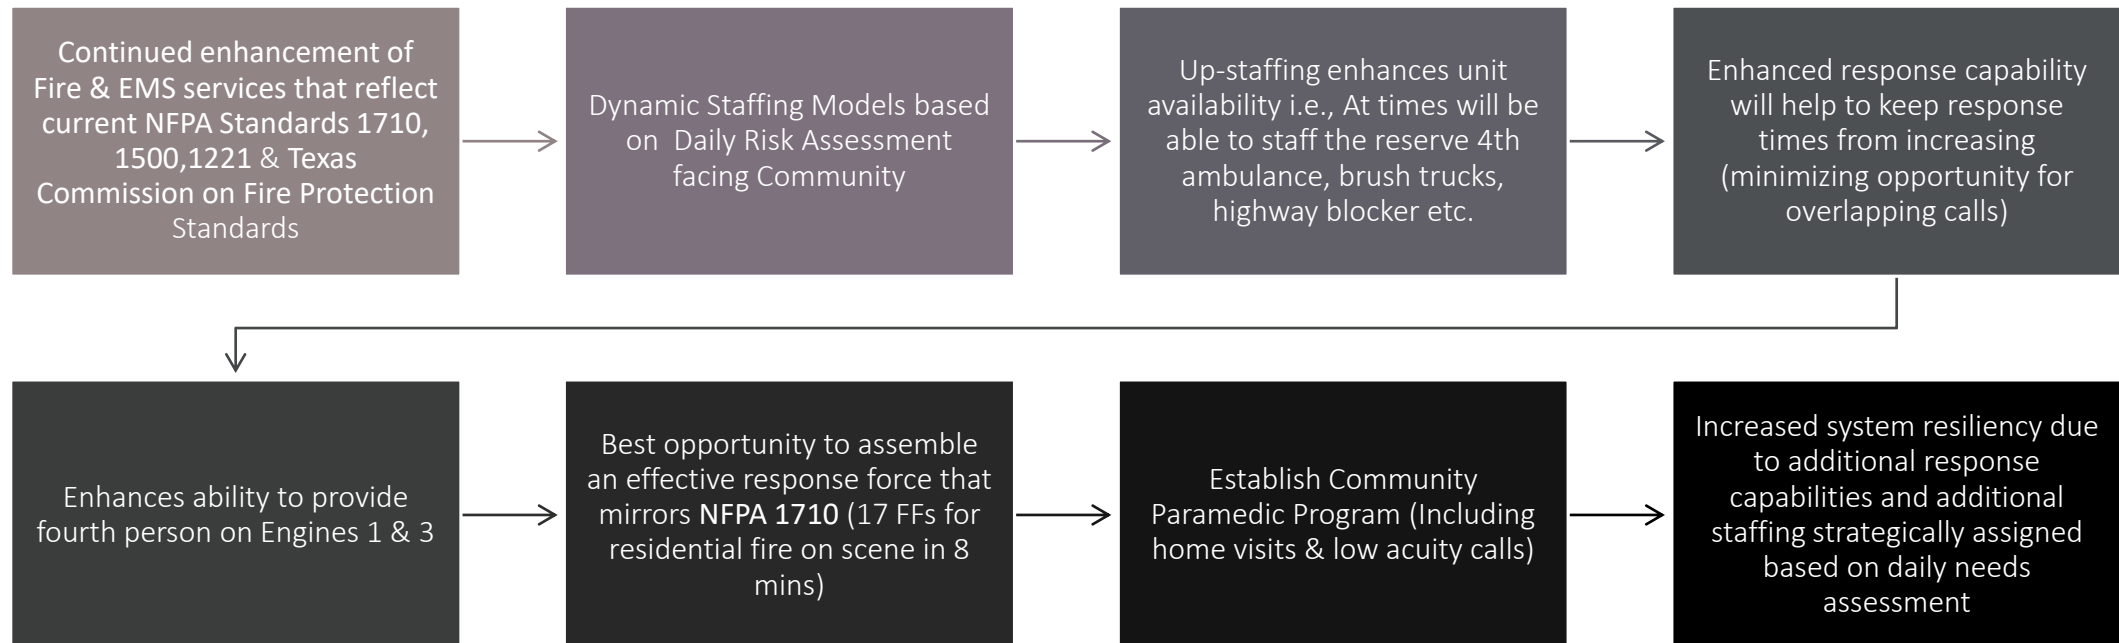 Continued enhancement of
Fire & EMS services that reflect
current NFPA Standards 1710,
1500,1221 & Texas
Commission on Fire Protection
Standards
Dynamic Staffing Models based
on Daily Risk Assessment
facing Community
Up-staffing enhances unit
availability i.e., At times will be
able to staff the reserve 4th
ambulance, brush trucks,
highway blocker etc.
Enhanced response capability
will help to keep response
times from increasing
(minimizing opportunity for
overlapping calls)
Enhances ability to provide
fourth person on Engines 1 & 3
Best opportunity to assemble
an effective response force that
mirrors NFPA 1710 (17 FFs for
residential fire on scene in 8
mins)
Establish Community
Paramedic Program (Including
home visits & low acuity calls)
Increased system resiliency due
to additional response
capabilities and additional
staffing strategically assigned
based on daily needs
assessment